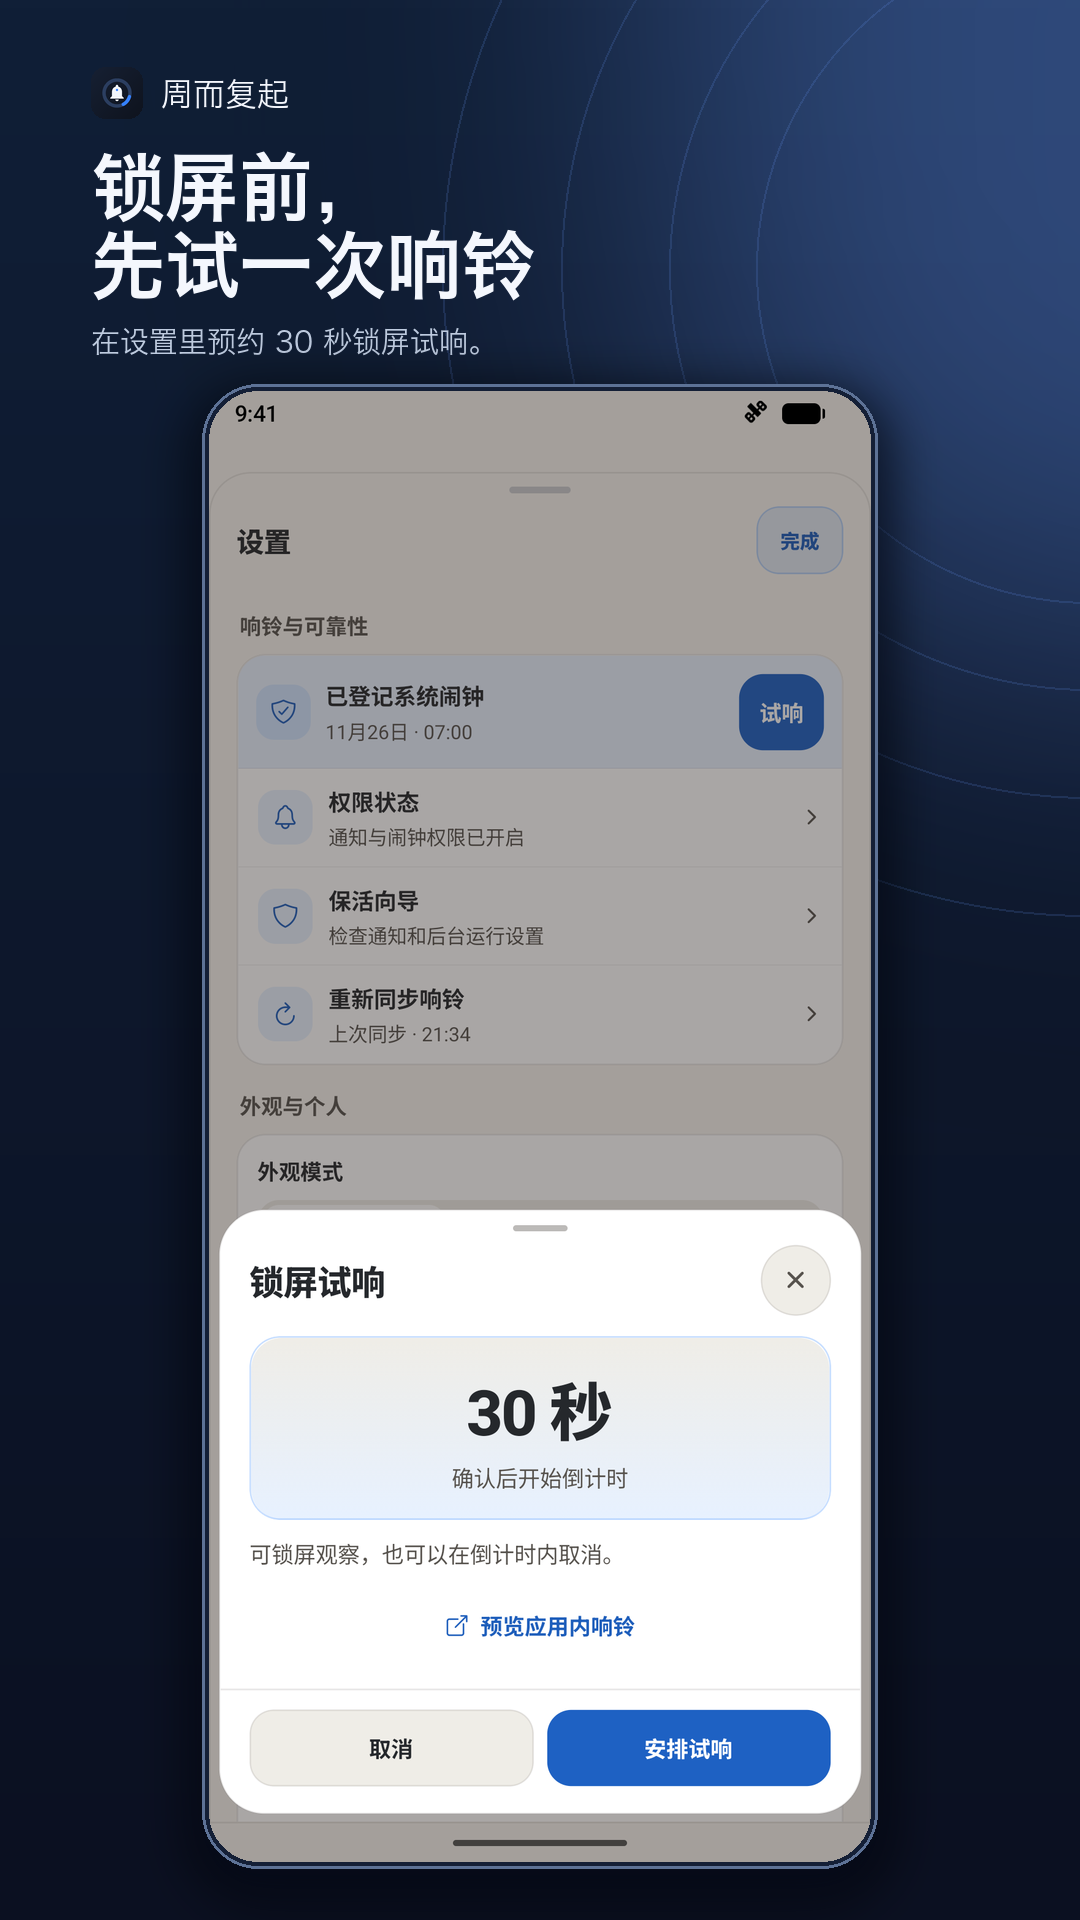 周而复起
锁屏前，
先试一次响铃
在设置里预约 30 秒锁屏试响。
9:41
设置
完成
响铃与可靠性
已登记系统闹钟
11月26日 · 07:00
试响
权限状态
通知与闹钟权限已开启
保活向导
检查通知和后台运行设置
重新同步响铃
上次同步 · 21:34
外观与个人
外观模式
锁屏试响
30 秒
确认后开始倒计时
可锁屏观察，也可以在倒计时内取消。
预览应用内响铃
取消
安排试响